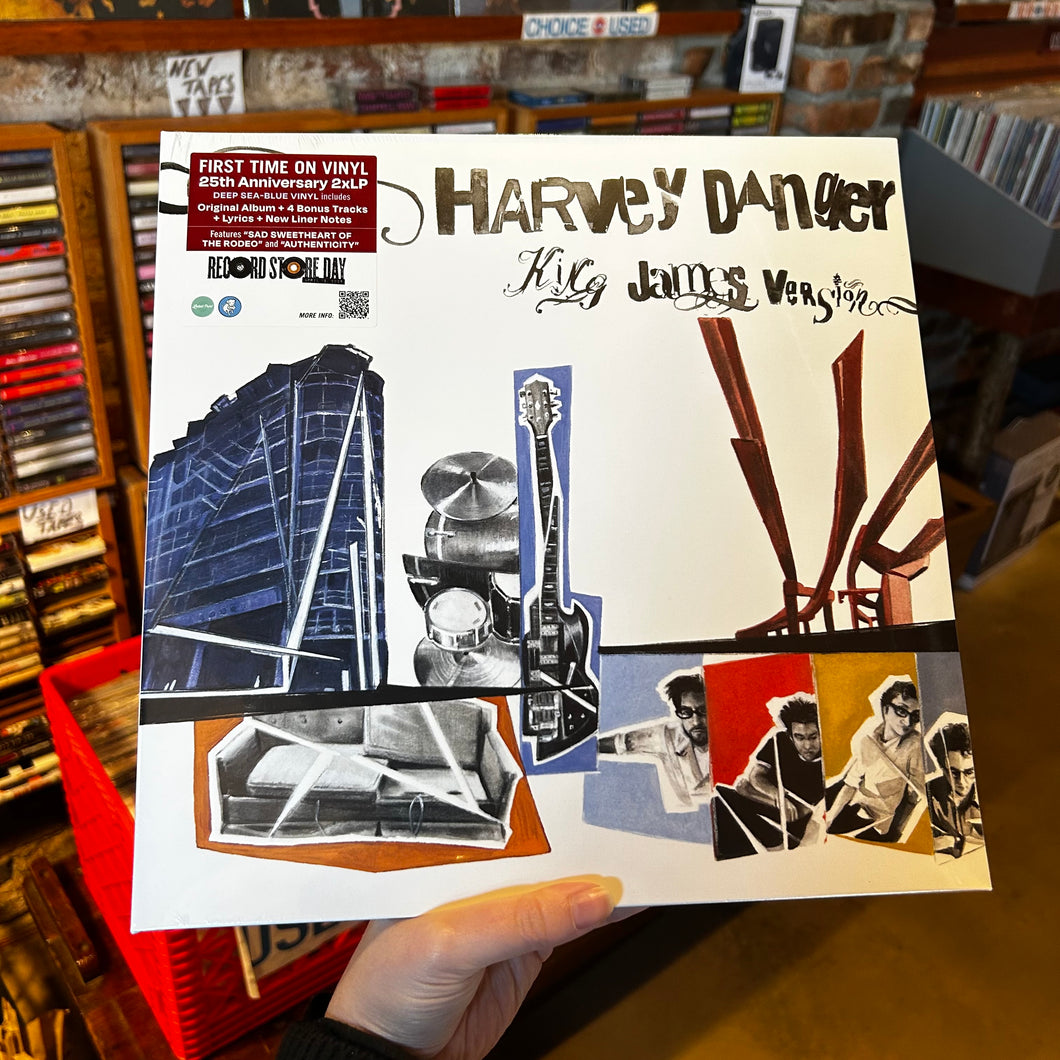 CHOICE USED
NEW
TAPES
FIRST TIME ON VINYL
25th Anniversary 2xLP
DEEP SEA-BLUE VINYL includes
Original Album + 4 Bonus Tracks
+ Lyrics + New Liner Notes
Features "SAD SWEETHEART OF
THE RODEO" and "AUTHENTICITY"
RECORD STORE DAY
MORE INFO:
HARVEY DANGER
King James Version
USED
TAPES
USED